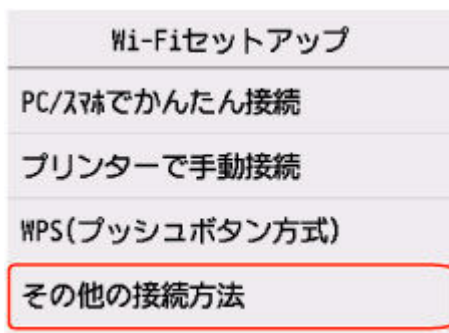 Wi-Fiセットアップ
PC/ｽﾏﾎでかんたん接続
プリンターで手動接続
WPS(プッシュボタン方式)
その他の接続方法